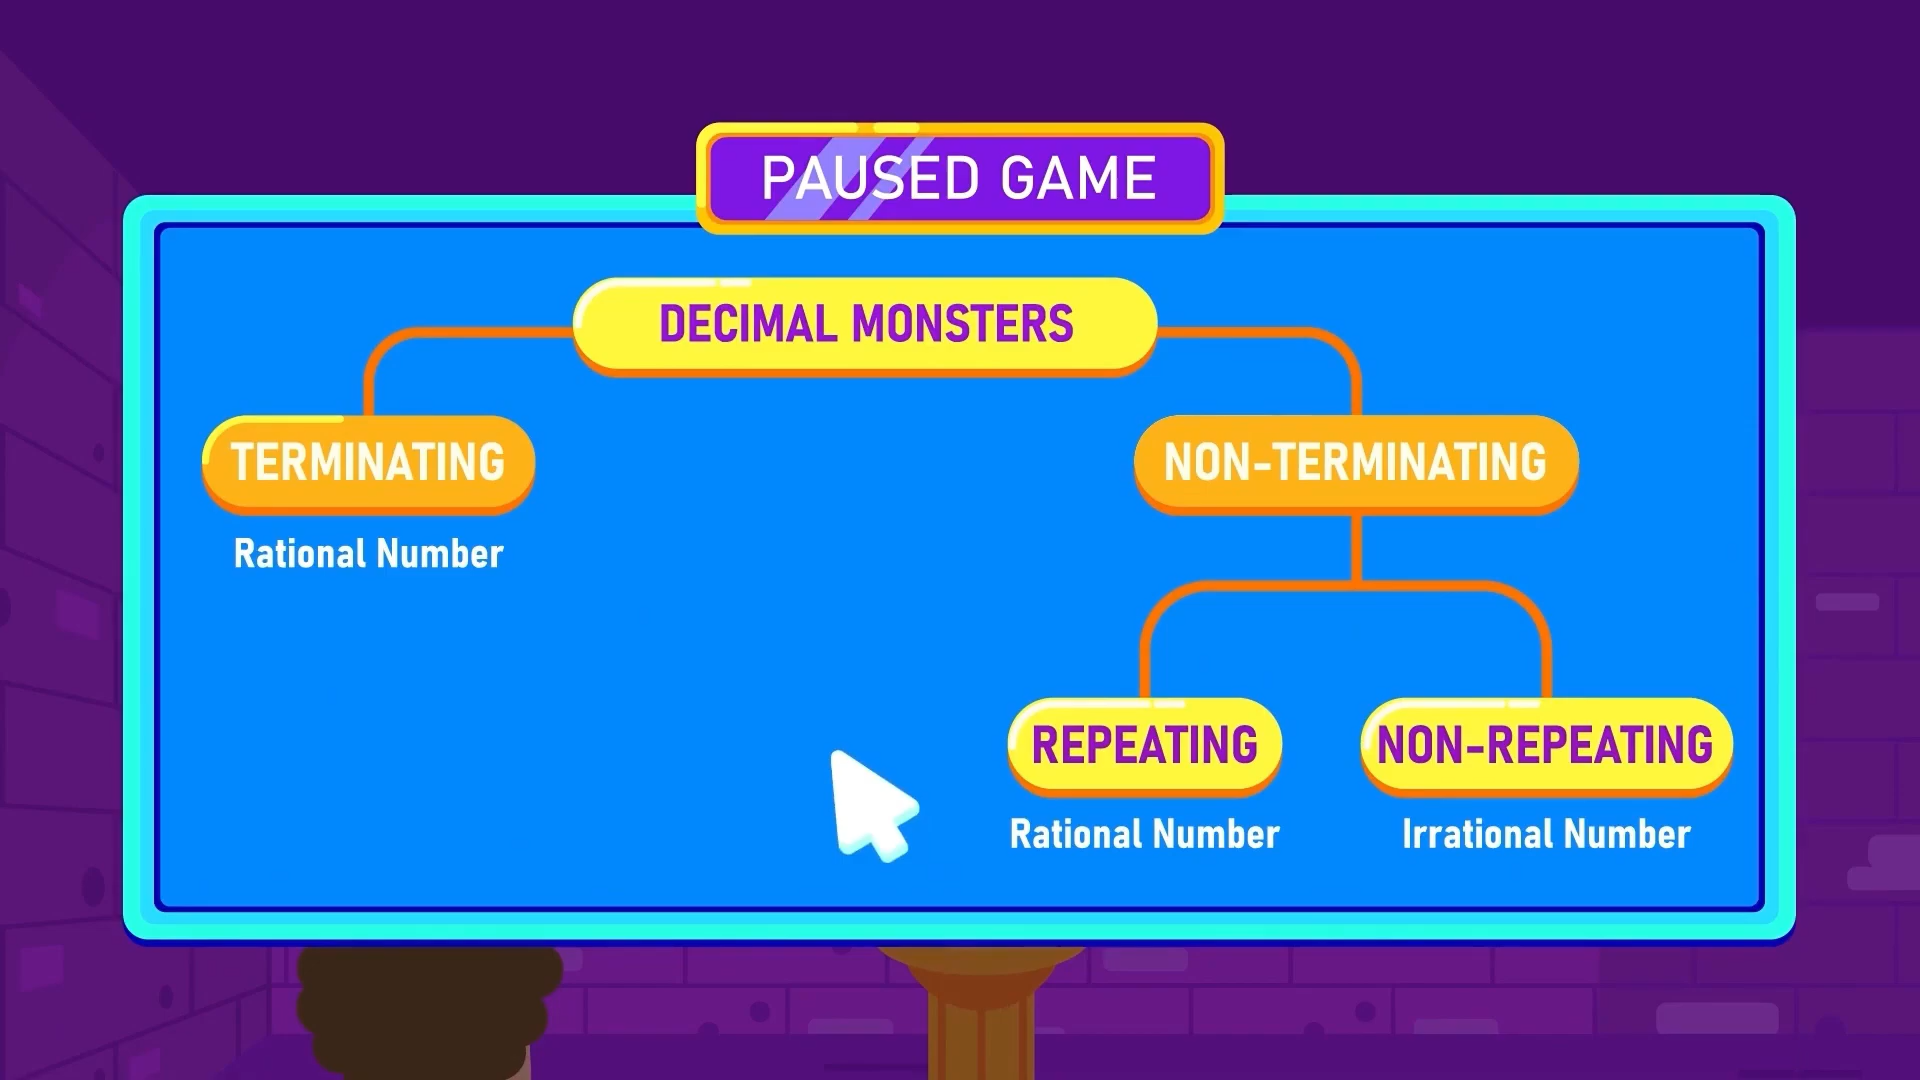 PAUSED GAME
DECIMAL MONSTERS
TERMINATING
Rational Number
NON-TERMINATING
REPEATING
Rational Number
NON-REPEATING
Irrational Number